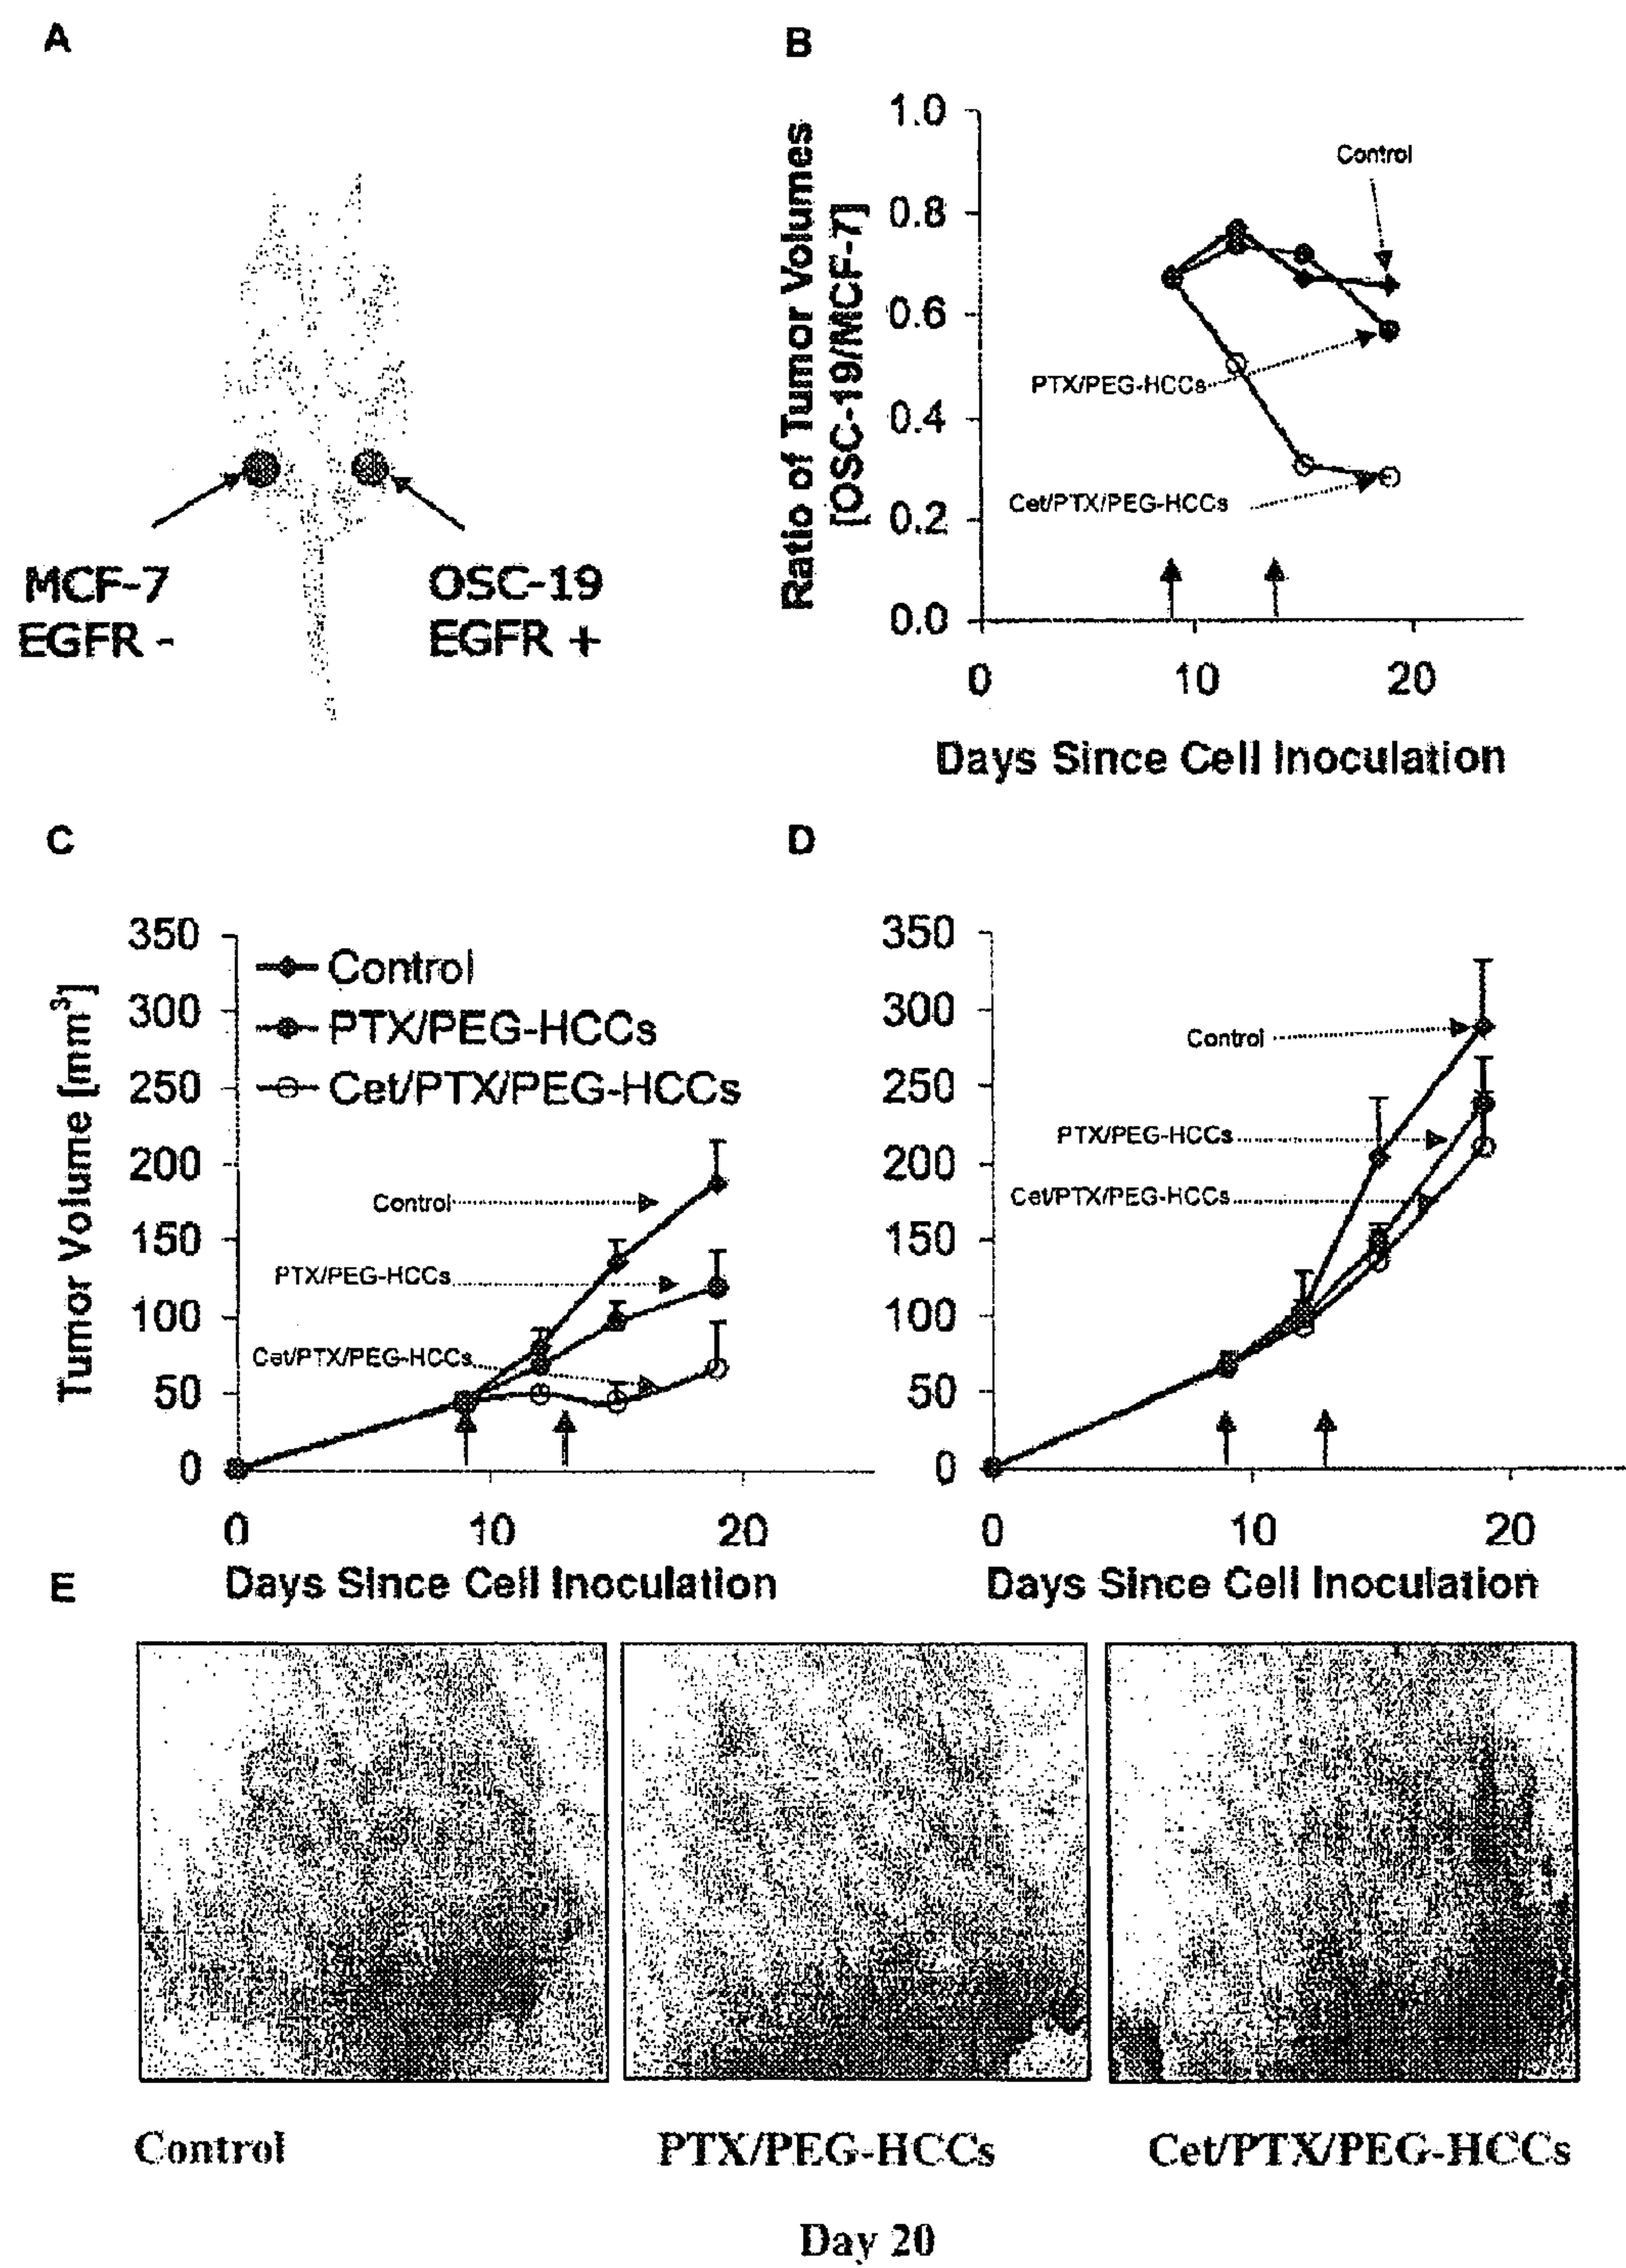 A
MCF-7
EGFR -
OSC-19
EGFR +
B
Ratio of Tumor Volumes
[OSC-19/MCF-7]
1.0
0.8
0.6
0.4
0.2
0.0
Control
PTX/PEG-HCCs
Cet/PTX/PEG-HCCs
0
10
20
Days Since Cell Inoculation
C
Tumor Volume [mm³]
350
300
250
200
150
100
50
0
Control
PTX/PEG-HCCs
Cet/PTX/PEG-HCCs
Control
PTX/PEG-HCCs
Cet/PTX/PEG-HCCs
0
10
20
Days Since Cell Inoculation
D
350
300
250
200
150
100
50
0
Control
PTX/PEG-HCCs
Cet/PTX/PEG-HCCs
0
10
20
Days Since Cell Inoculation
E
Control
PTX/PEG-HCCs
Cet/PTX/PEG-HCCs
Day 20